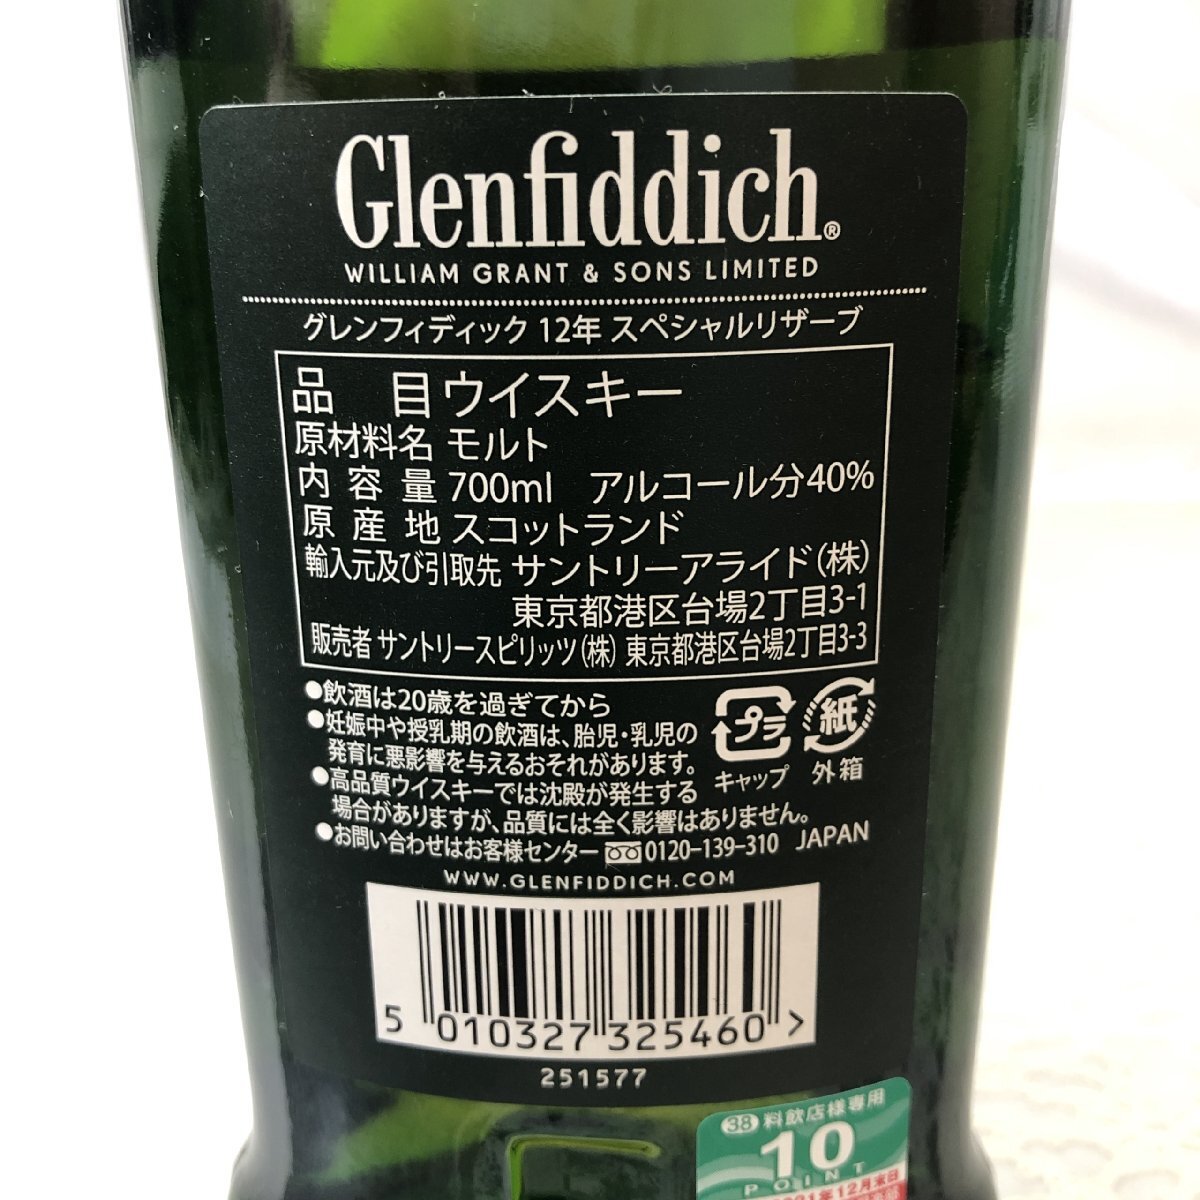 Glenfiddich®
WILLIAM GRANT & SONS LIMITED
グレンフィディック 12年 スペシャルリザーブ
品 目 ウイスキー
原材料名 モルト
内容量 700ml アルコール分40%
原産地 スコットランド
輸入元及び引取先 サントリーアライド(株)
東京都港区台場2丁目3-1
販売者 サントリースピリッツ(株) 東京都港区台場2丁目3-3
●飲酒は20歳を過ぎてから
●妊娠中や授乳期の飲酒は、胎児・乳児の
発育に悪影響を与えるおそれがあります。
●高品質ウイスキーでは沈殿が発生する
場合がありますが、品質には全く影響はありません。
●お問い合わせはお客様センター 0120-139-310 JAPAN
プラ
キャップ
紙
外箱
WWW.GLENFIDDICH.COM
5 010327 325460 >
251577
38 料飲店様専用
10
POINT
年12月末日